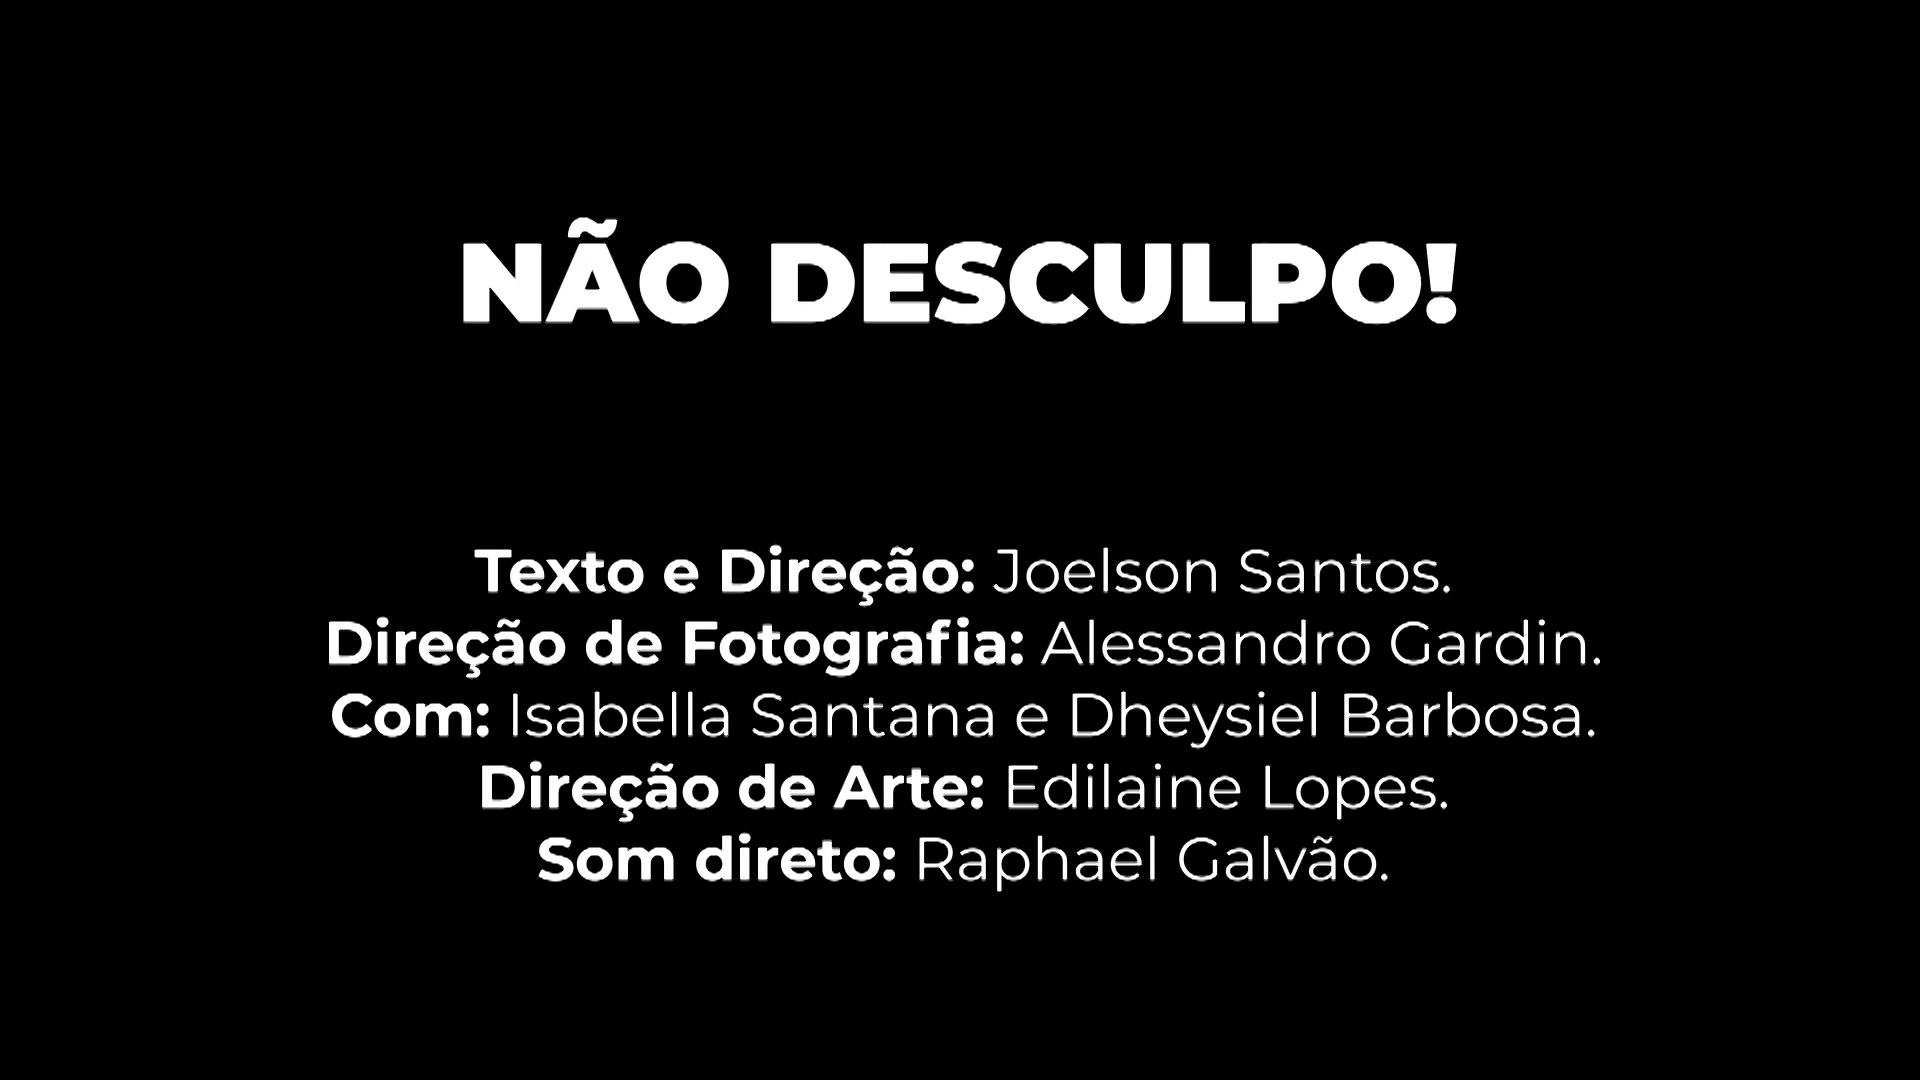 NÃO DESCULPO!
Texto e Direção: Joelson Santos.
Direção de Fotografia: Alessandro Gardin.
Com: Isabella Santana e Dheysiel Barbosa.
Direção de Arte: Edilaine Lopes.
Som direto: Raphael Galvão.